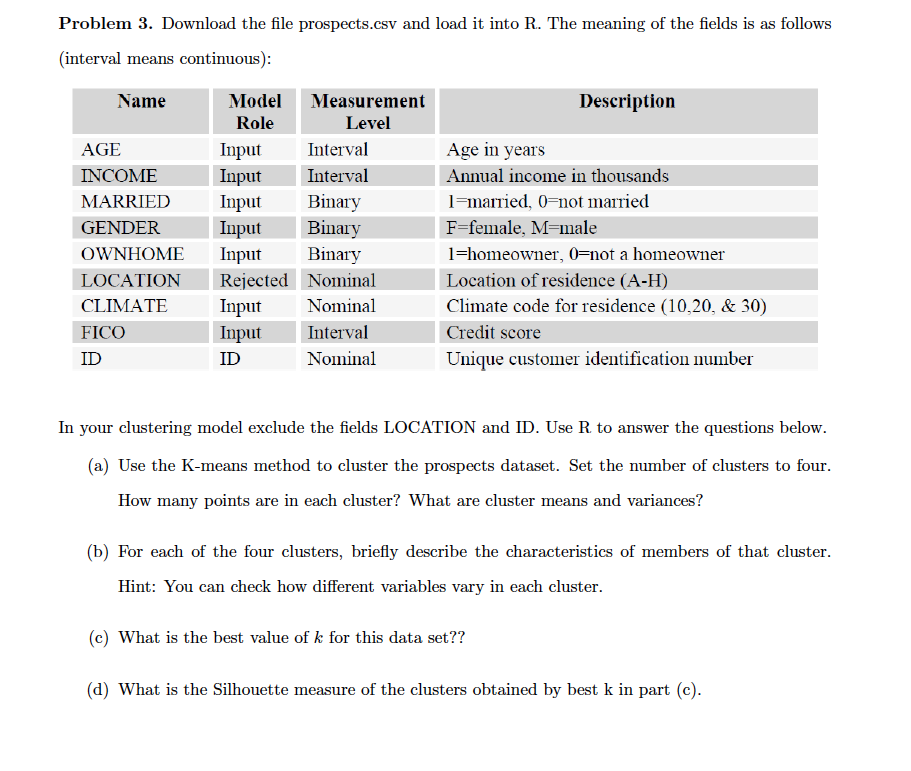 Problem 3. Download the file prospects.csv and load it into R. The meaning of the fields is as follows
(interval means continuous):
Name Model Role Measurement Level Description
AGE Input Interval Age in years
INCOME Input Interval Annual income in thousands
MARRIED Input Binary 1=married, 0=not married
GENDER Input Binary F=female, M=male
OWNHOME Input Binary 1=homeowner, 0=not a homeowner
LOCATION Rejected Nominal Location of residence (A-H)
CLIMATE Input Nominal Climate code for residence (10,20, & 30)
FICO Input Interval Credit score
ID ID Nominal Unique customer identification number
In your clustering model exclude the fields LOCATION and ID. Use R to answer the questions below.
(a) Use the K-means method to cluster the prospects dataset. Set the number of clusters to four.
How many points are in each cluster? What are cluster means and variances?
(b) For each of the four clusters, briefly describe the characteristics of members of that cluster.
Hint: You can check how different variables vary in each cluster.
(c) What is the best value of k for this data set??
(d) What is the Silhouette measure of the clusters obtained by best k in part (c).